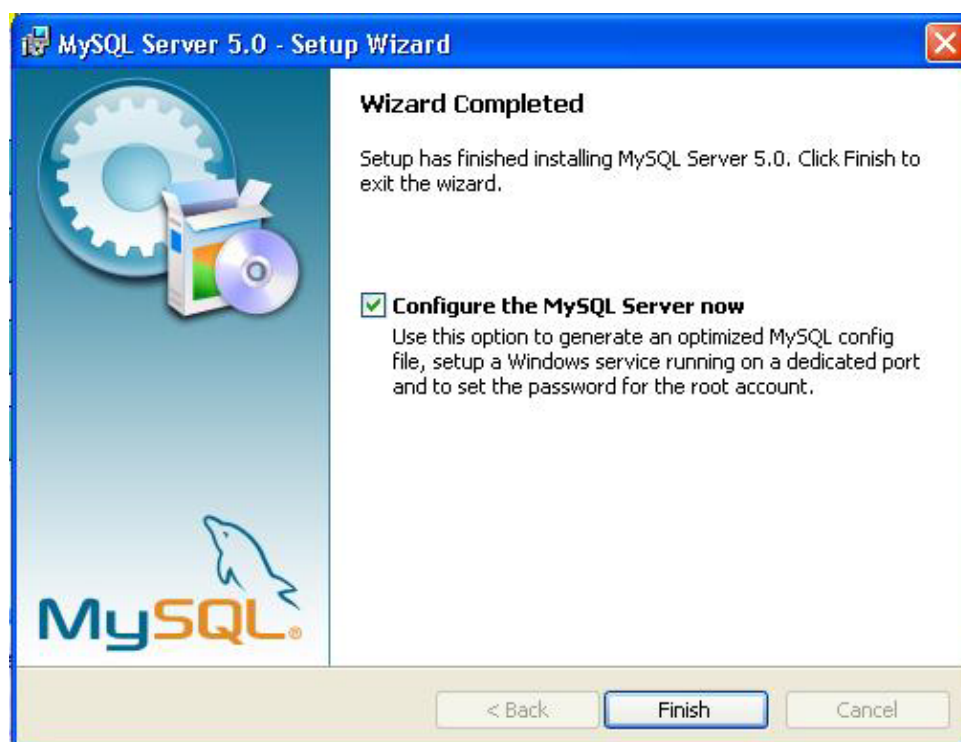 MySQL Server 5.0 - Setup Wizard
Wizard Completed
Setup has finished installing MySQL Server 5.0. Click Finish to
exit the wizard.
Configure the MySQL Server now
Use this option to generate an optimized MySQL config
file, setup a Windows service running on a dedicated port
and to set the password for the root account.
MySQL®
< Back
Finish
Cancel